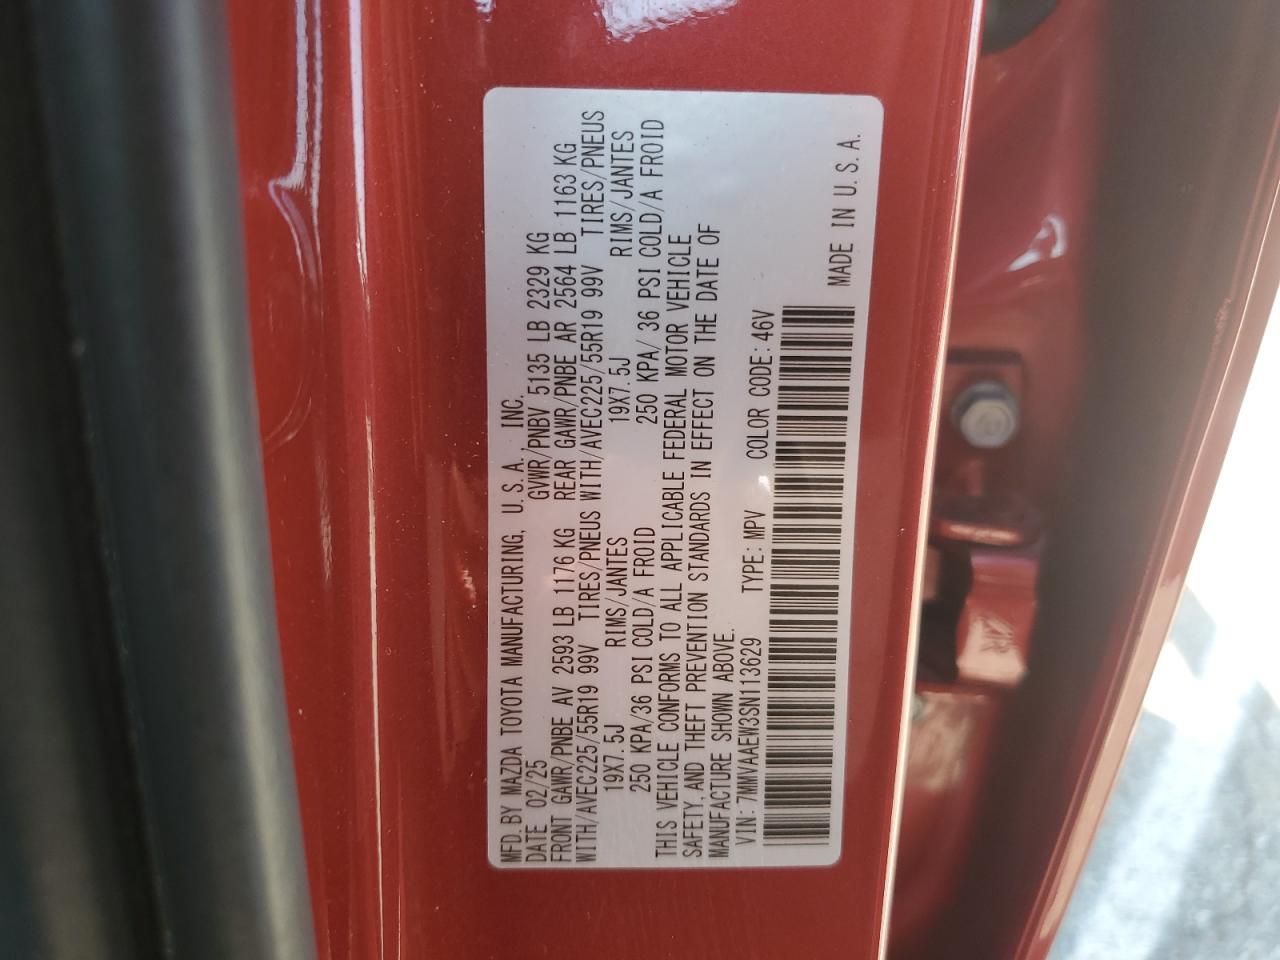 MFD. BY MAZDA TOYOTA MANUFACTURING, U. S. A., INC.
DATE 02/25 GVWR/PNBV 5135 LB 2329 KG
FRONT GAWR/PNBE AV 2593 LB 1176 KG REAR GAWR/PNBE AR 2564 LB 1163 KG
WITH/AVEC225/55R19 99V TIRES/PNEUS WITH/AVEC225/55R19 99V TIRES/PNEUS
19X7. 5J RIMS/JANTES 19X7. 5J RIMS/JANTES
250 KPA/36 PSI COLD/A FROID 250 KPA/ 36 PSI COLD/A FROID
THIS VEHICLE CONFORMS TO ALL APPLICABLE FEDERAL MOTOR VEHICLE
SAFETY, AND THEFT PREVENTION STANDARDS IN EFFECT ON THE DATE OF
MANUFACTURE SHOWN ABOVE.
VIN: 7MMVAAEW3SN113629 TYPE: MPV COLOR CODE: 46V
MADE IN U. S. A.